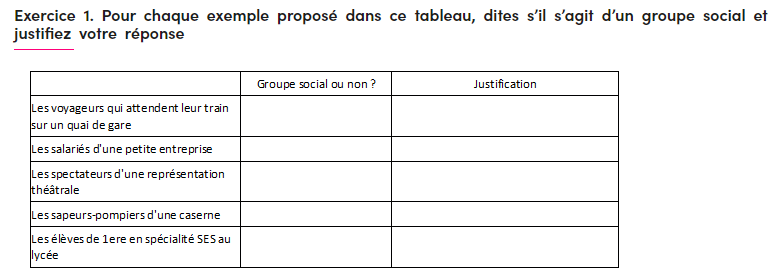 Exercice 1. Pour chaque exemple proposé dans ce tableau, dites s'il s'agit d'un groupe social et
justifiez votre réponse
Groupe social ou non ? Justification
Les voyageurs qui attendent leur train
sur un quai de gare
Les salariés d'une petite entreprise
Les spectateurs d'une représentation
théâtrale
Les sapeurs-pompiers d'une caserne
Les élèves de 1ere en spécialité SES au
lycée